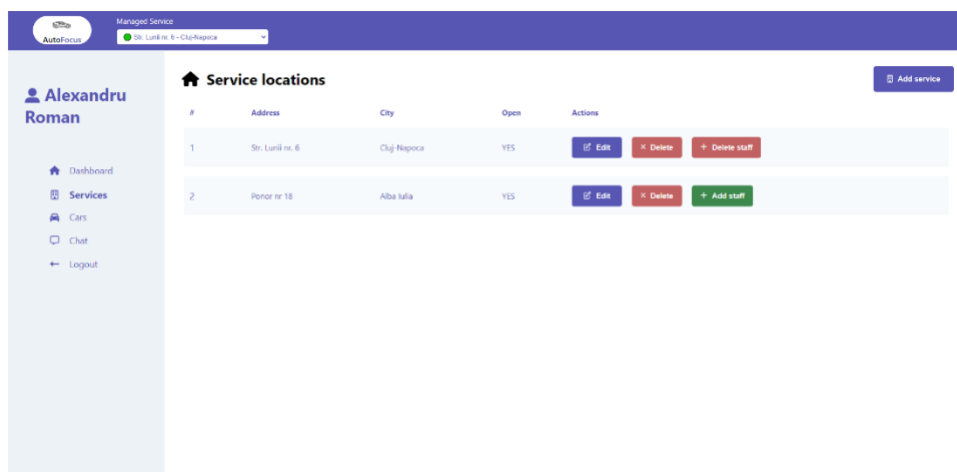 Managed Service
AutoFocus
Str. Lunii nr. 6 - Cluj-Napoca
Alexandru
Roman
Dashboard
Services
Cars
Chat
Logout
Service locations
Add service
# Address City Open Actions
1 Str. Lunii nr. 6 Cluj-Napoca YES Edit × Delete + Delete staff
2 Ponor nr 18 Alba Iulia YES Edit × Delete + Add staff